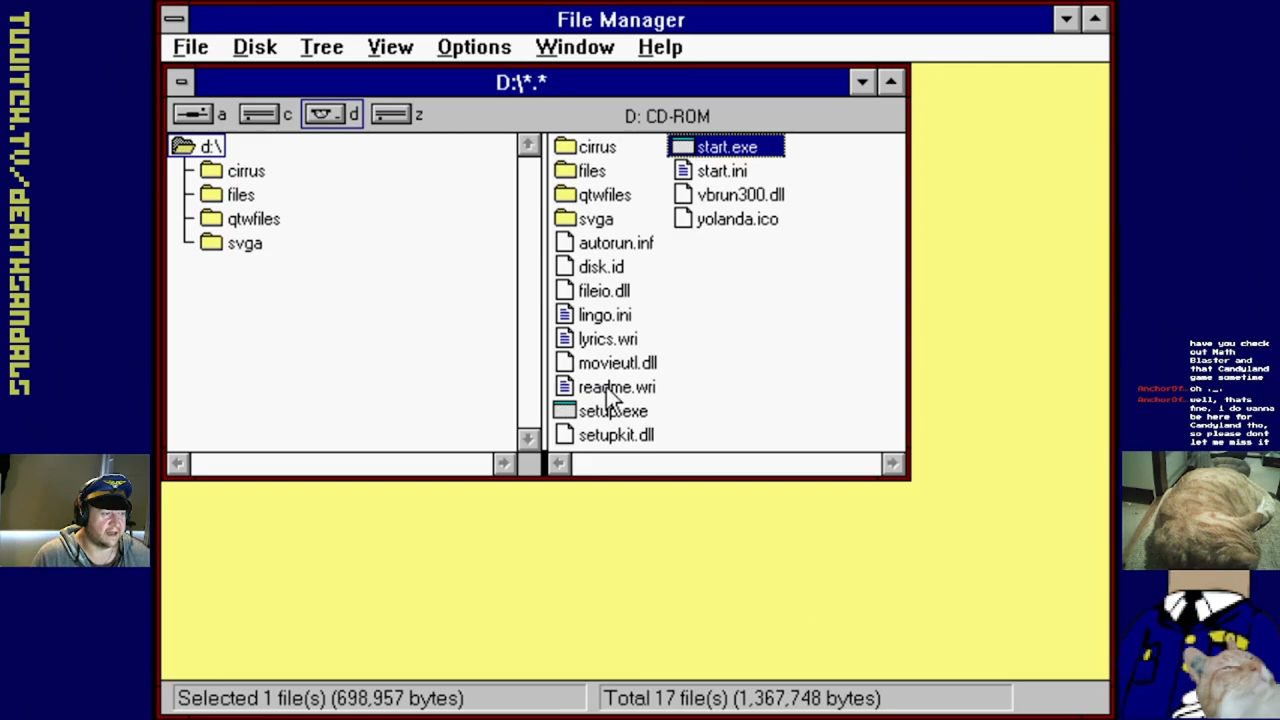 TWITCH.TV/DEATHSANDALS
File Manager
File Disk Tree View Options Window Help
D:\*.*
a c d z D: CD-ROM
d:\
cirrus
files
qtwfiles
svga
cirrus
files
qtwfiles
svga
autorun.inf
disk.id
fileio.dll
lingo.ini
lyrics.wri
movieutl.dll
readme.wri
setup.exe
setupkit.dll
start.exe
start.ini
vbrun300.dll
yolanda.ico
have you check
out Math
Blaster and
that Candyland
game sometime
AnchorOf… oh ._.
AnchorOf… well, thats
fine, i do wanna
be here for
Candyland tho,
so please dont
let me miss it
Selected 1 file(s) (698,957 bytes)
Total 17 file(s) (1,367,748 bytes)